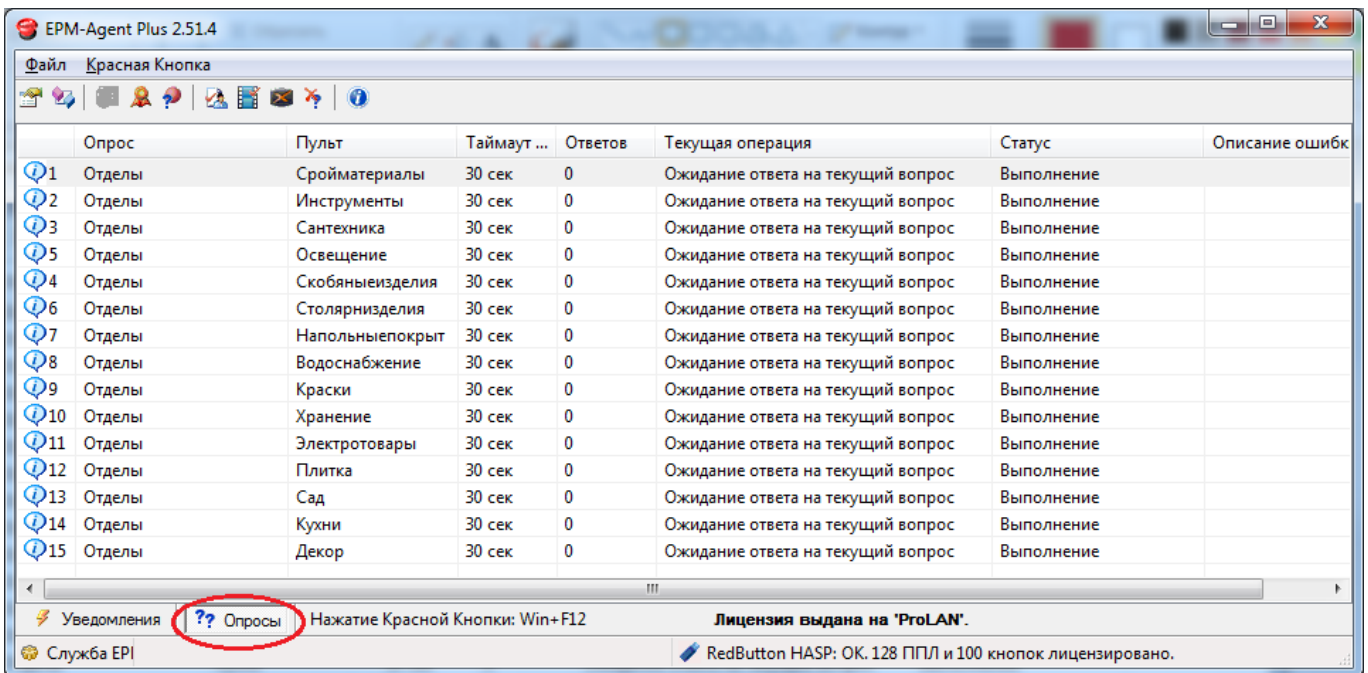 EPM-Agent Plus 2.51.4
Файл Красная Кнопка
Опрос Пульт Таймаут ... Ответов Текущая операция Статус Описание ошибк
1 Отделы Сройматериалы 30 сек 0 Ожидание ответа на текущий вопрос Выполнение
2 Отделы Инструменты 30 сек 0 Ожидание ответа на текущий вопрос Выполнение
3 Отделы Сантехника 30 сек 0 Ожидание ответа на текущий вопрос Выполнение
5 Отделы Освещение 30 сек 0 Ожидание ответа на текущий вопрос Выполнение
4 Отделы Скобяныеизделия 30 сек 0 Ожидание ответа на текущий вопрос Выполнение
6 Отделы Столярнизделия 30 сек 0 Ожидание ответа на текущий вопрос Выполнение
7 Отделы Напольныепокрыт 30 сек 0 Ожидание ответа на текущий вопрос Выполнение
8 Отделы Водоснабжение 30 сек 0 Ожидание ответа на текущий вопрос Выполнение
9 Отделы Краски 30 сек 0 Ожидание ответа на текущий вопрос Выполнение
10 Отделы Хранение 30 сек 0 Ожидание ответа на текущий вопрос Выполнение
11 Отделы Электротовары 30 сек 0 Ожидание ответа на текущий вопрос Выполнение
12 Отделы Плитка 30 сек 0 Ожидание ответа на текущий вопрос Выполнение
13 Отделы Сад 30 сек 0 Ожидание ответа на текущий вопрос Выполнение
14 Отделы Кухни 30 сек 0 Ожидание ответа на текущий вопрос Выполнение
15 Отделы Декор 30 сек 0 Ожидание ответа на текущий вопрос Выполнение
Уведомления ?? Опросы Нажатие Красной Кнопки: Win+F12 Лицензия выдана на 'ProLAN'.
Служба EPI RedButton HASP: OK. 128 ППЛ и 100 кнопок лицензировано.